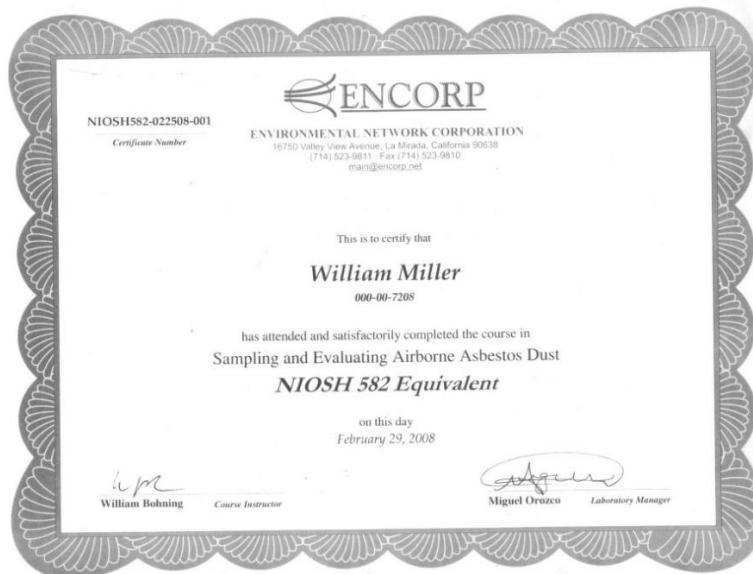 ENCORP
NIOSH582-022508-001
Certificate Number
ENVIRONMENTAL NETWORK CORPORATION
16750 Valley View Avenue, La Mirada, California 90638
(714) 523-9811 · Fax (714) 523-9810
main@encorp.net
This is to certify that
William Miller
000-00-7208
has attended and satisfactorily completed the course in
Sampling and Evaluating Airborne Asbestos Dust
NIOSH 582 Equivalent
on this day
February 29, 2008
William Bohning Course Instructor
Miguel Orozco Laboratory Manager